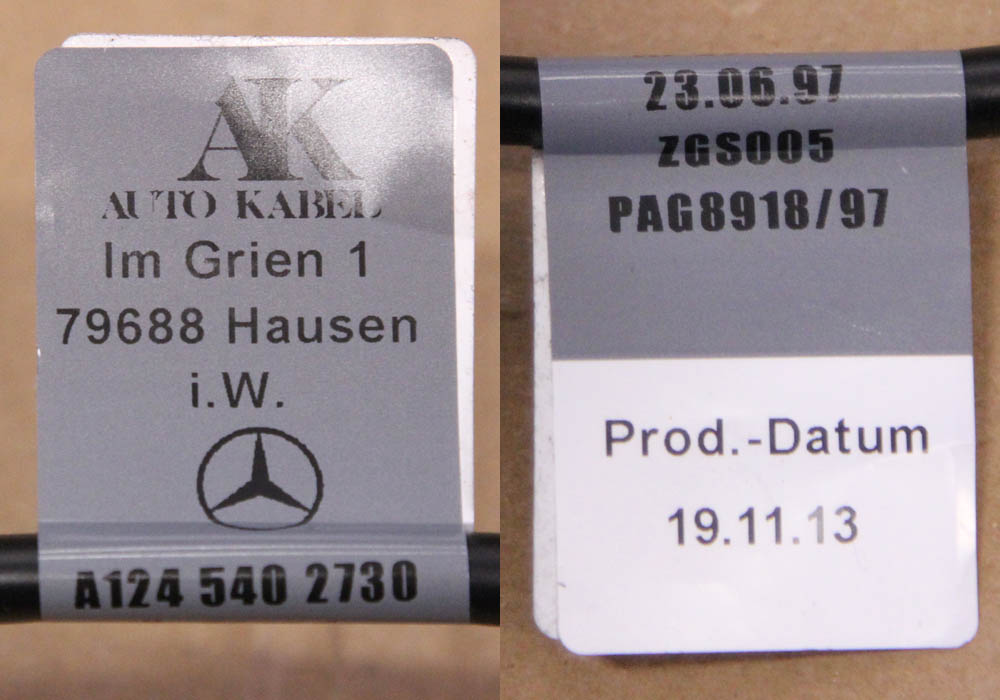 AK
AUTO KABEL
Im Grien 1
79688 Hausen
i.W.
A124 540 2730
23.06.97
ZGS005
PAG8918/97
Prod.-Datum
19.11.13